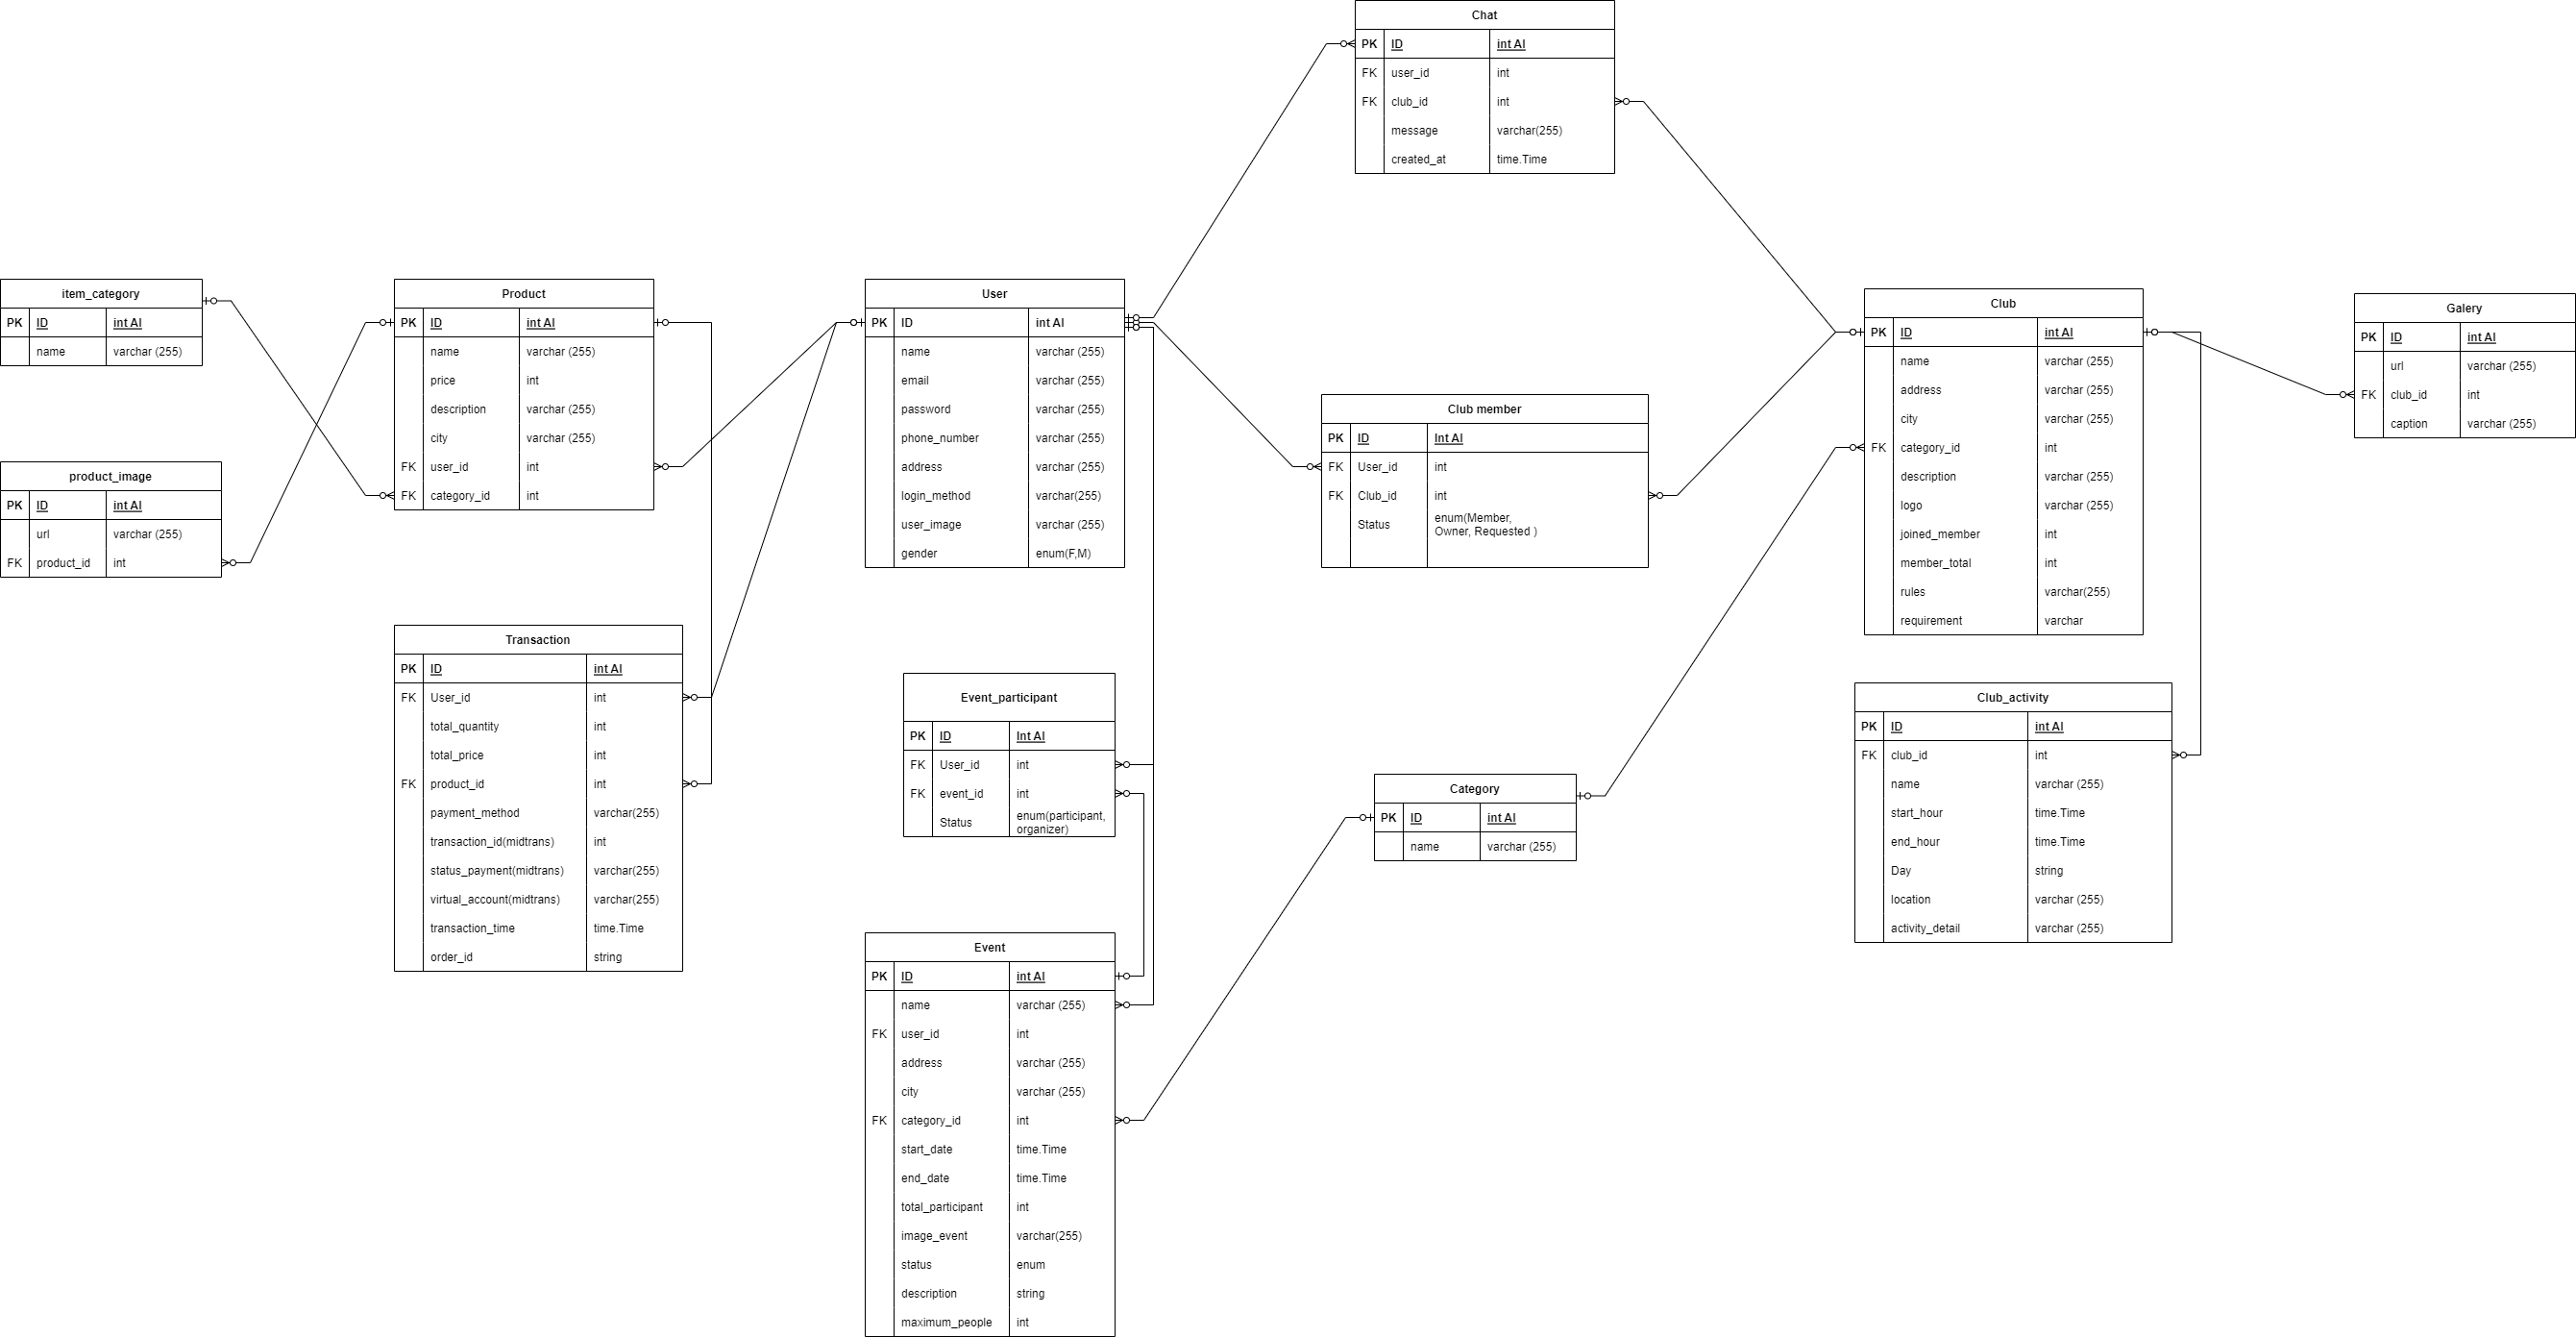 Chat
PK ID int AI
FK user_id int
FK club_id int
message varchar(255)
created_at time.Time
item_category
PK ID int AI
name varchar (255)
product_image
PK ID int AI
url varchar (255)
FK product_id int
Product
PK ID int AI
name varchar (255)
price int
description varchar (255)
city varchar (255)
FK user_id int
FK category_id int
Transaction
PK ID int AI
FK User_id int
total_quantity int
total_price int
FK product_id int
payment_method varchar(255)
transaction_id(midtrans) int
status_payment(midtrans) varchar(255)
virtual_account(midtrans) varchar(255)
transaction_time time.Time
order_id string
User
PK ID int AI
name varchar (255)
email varchar (255)
password varchar (255)
phone_number varchar (255)
address varchar (255)
login_method varchar(255)
user_image varchar (255)
gender enum(F,M)
Event_participant
PK ID Int AI
FK User_id int
FK event_id int
Status enum(participant,
organizer)
Event
PK ID int AI
name varchar (255)
FK user_id int
address varchar (255)
city varchar (255)
FK category_id int
start_date time.Time
end_date time.Time
total_participant int
image_event varchar(255)
status enum
description string
maximum_people int
Club member
PK ID Int AI
FK User_id int
FK Club_id int
Status enum(Member,
Owner, Requested )
Category
PK ID int AI
name varchar (255)
Club
PK ID int AI
name varchar (255)
address varchar (255)
city varchar (255)
FK category_id int
description varchar (255)
logo varchar (255)
joined_member int
member_total int
rules varchar(255)
requirement varchar
Club_activity
PK ID int AI
FK club_id int
name varchar (255)
start_hour time.Time
end_hour time.Time
Day string
location varchar (255)
activity_detail varchar (255)
Galery
PK ID int AI
url varchar (255)
FK club_id int
caption varchar (255)